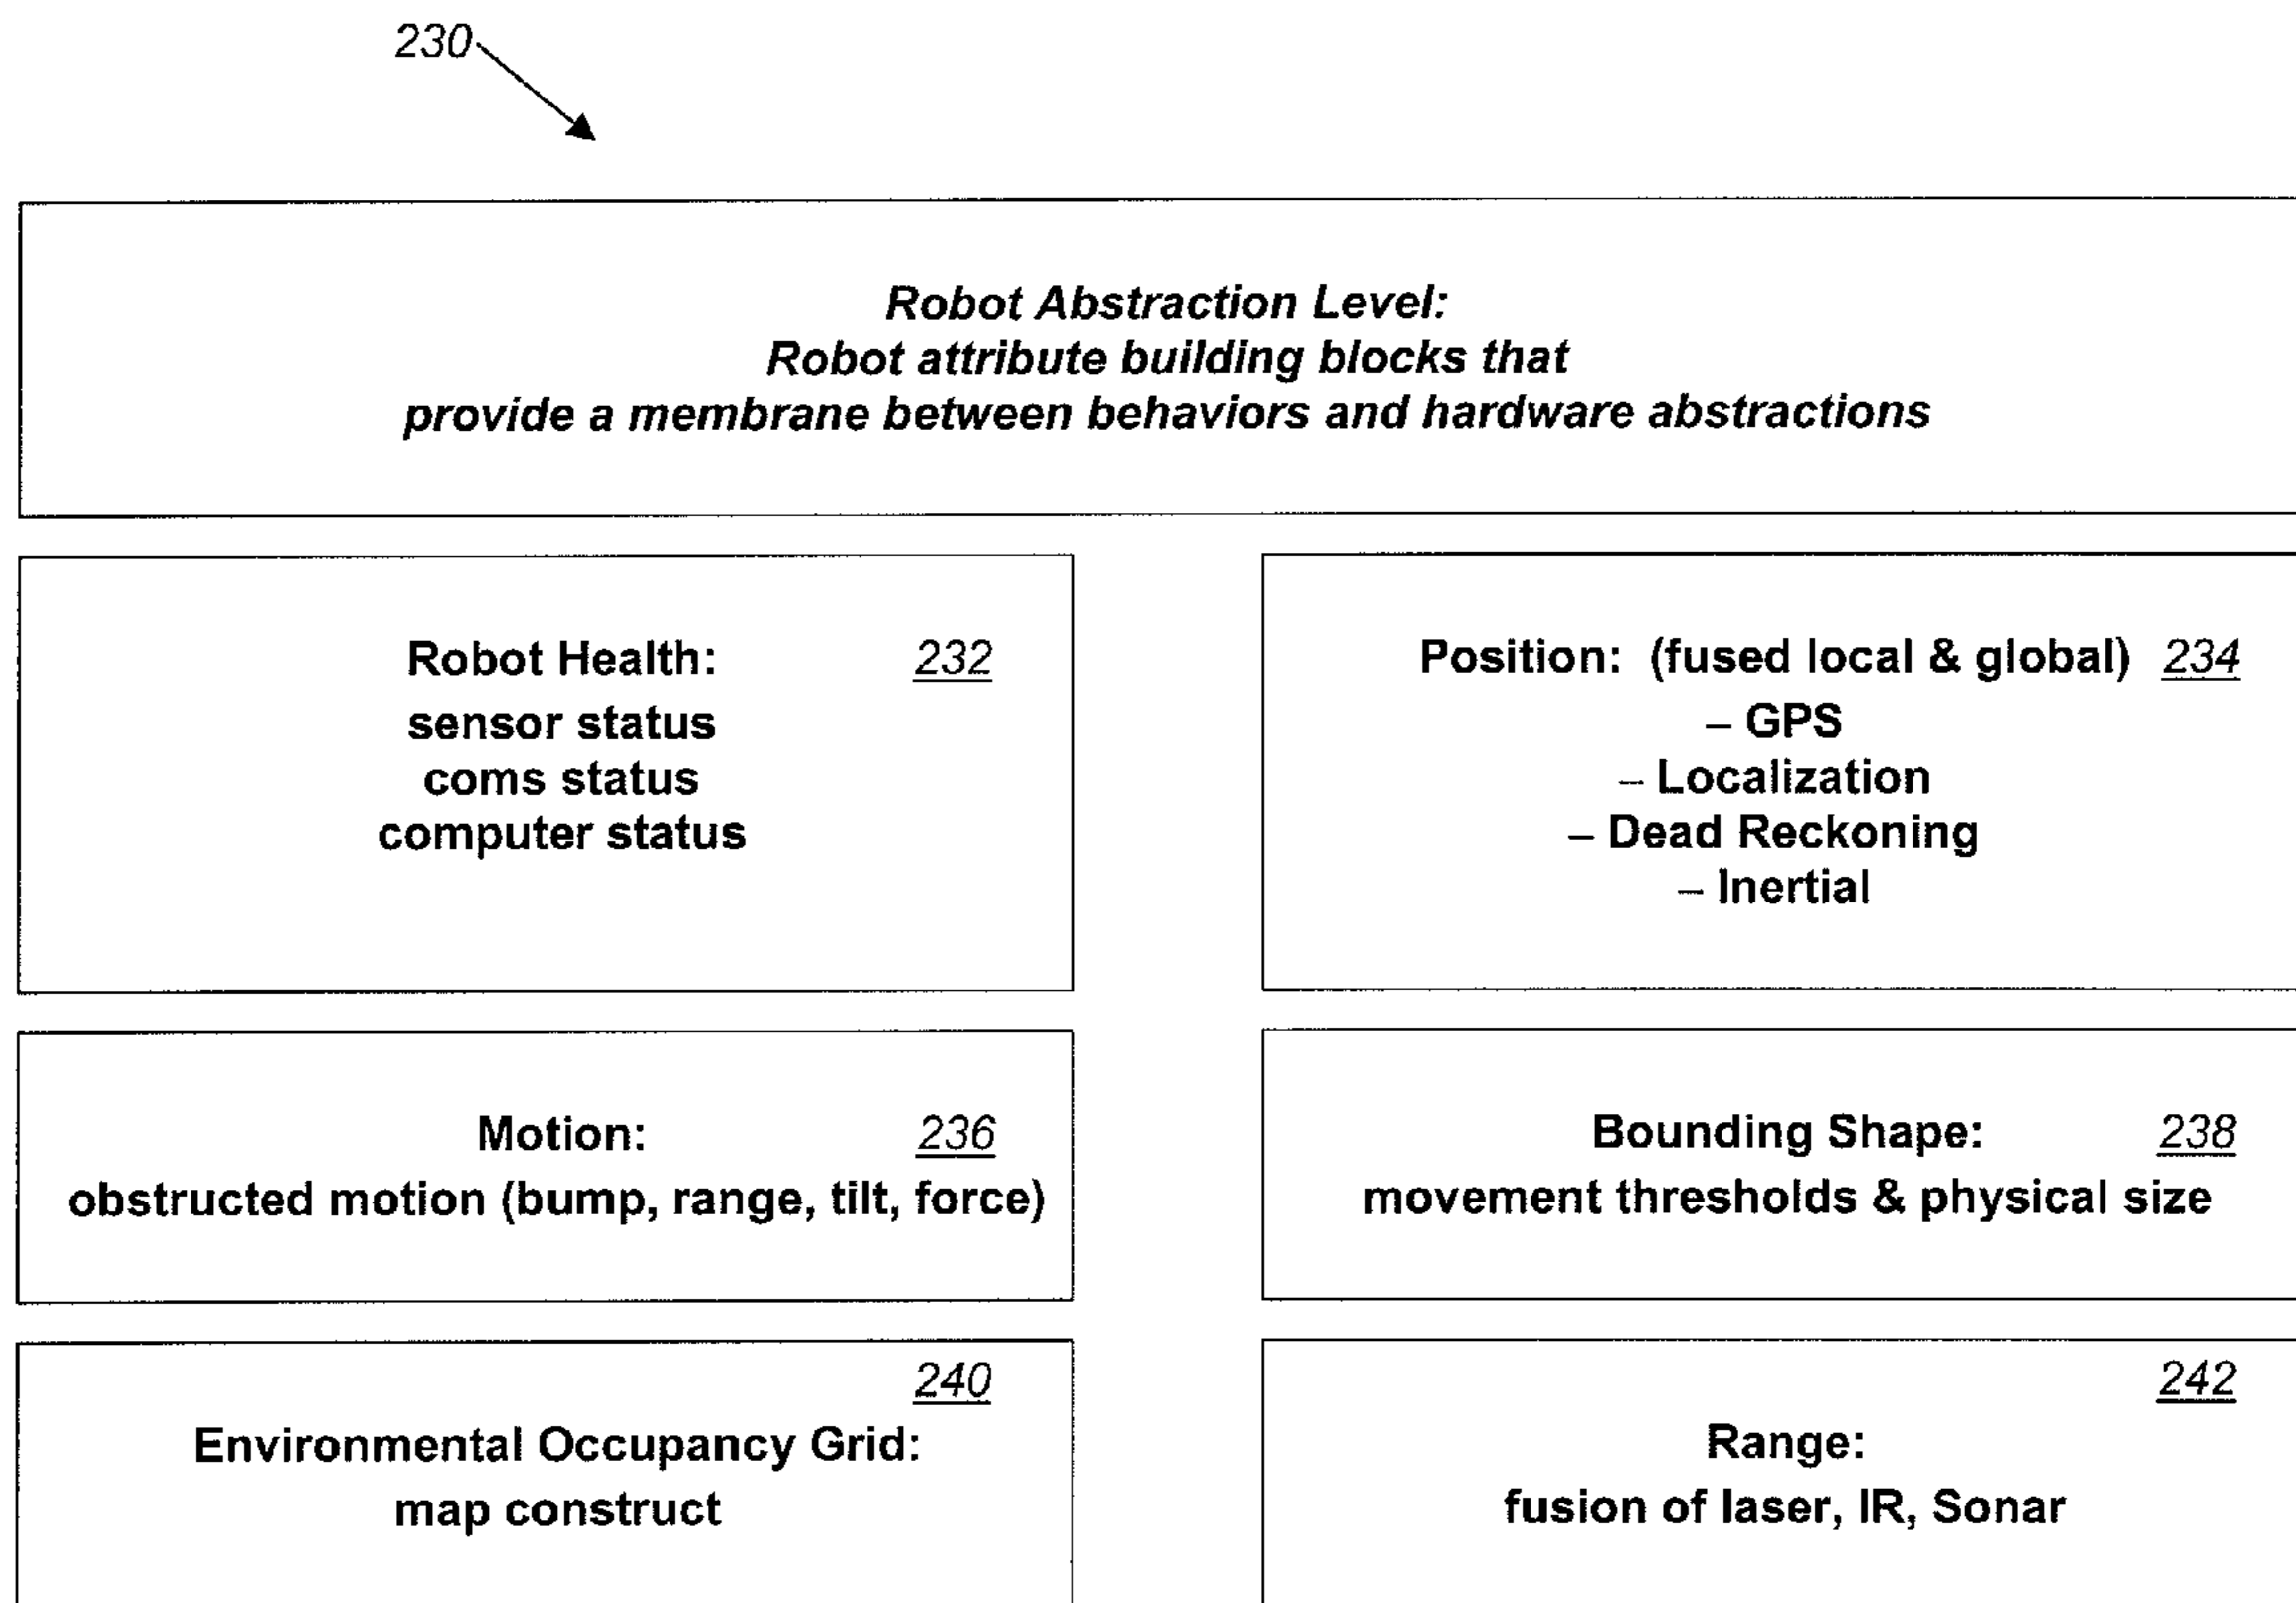 230
Robot Abstraction Level:
Robot attribute building blocks that
provide a membrane between behaviors and hardware abstractions
Robot Health: 232
sensor status
coms status
computer status
Position: (fused local & global) 234
– GPS
– Localization
– Dead Reckoning
– Inertial
Motion: 236
obstructed motion (bump, range, tilt, force)
Bounding Shape: 238
movement thresholds & physical size
240
Environmental Occupancy Grid:
map construct
242
Range:
fusion of laser, IR, Sonar